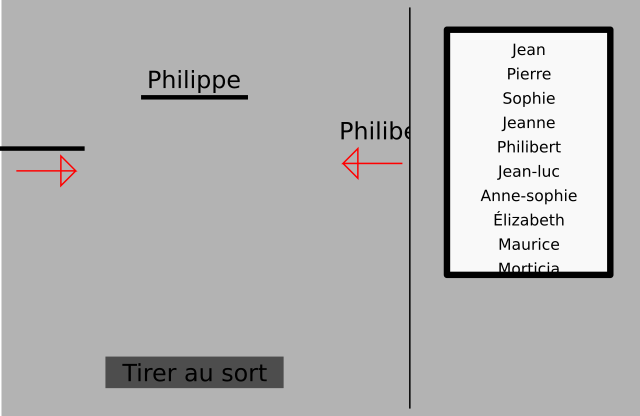 Philippe
Philibe
Tirer au sort
Jean
Pierre
Sophie
Jeanne
Philibert
Jean-luc
Anne-sophie
Élizabeth
Maurice
Morticia